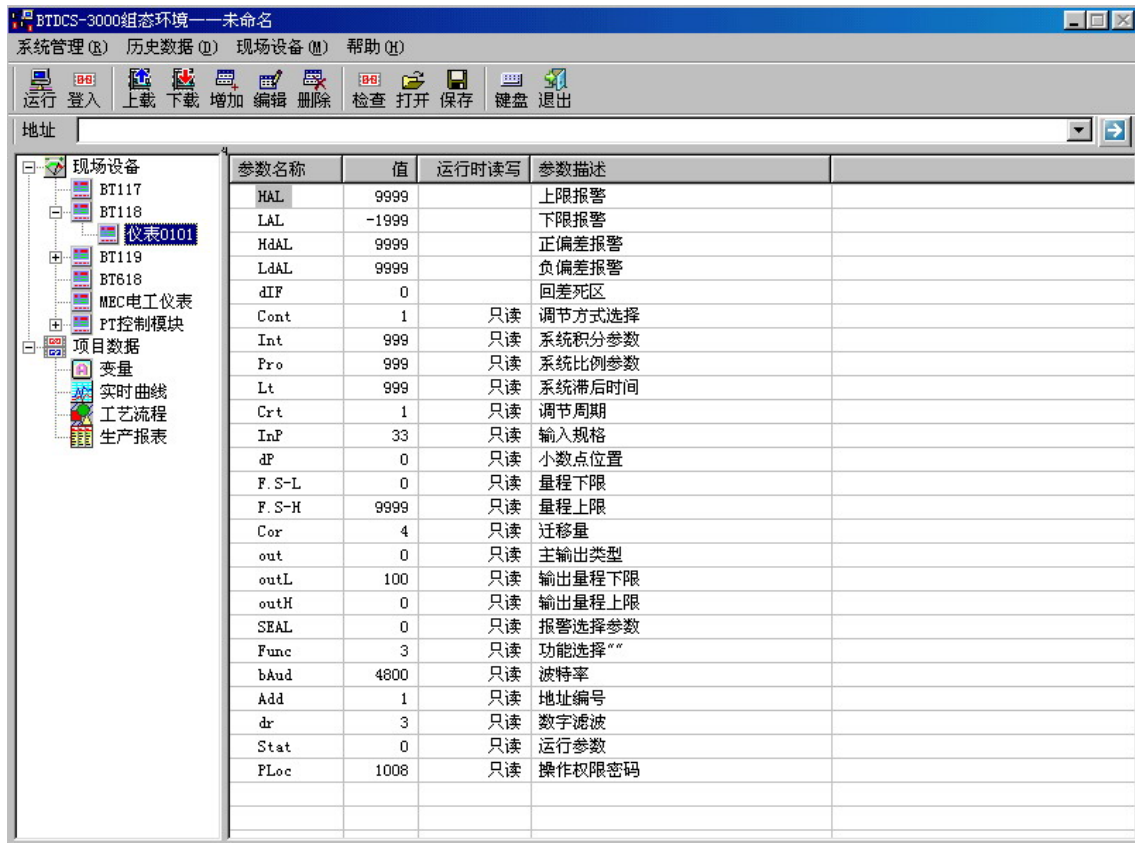 BTDCS-3000组态环境——未命名
系统管理(R) 历史数据(D) 现场设备(M) 帮助(H)
运行 登入 上载 下载 增加 编辑 删除 检查 打开 保存 键盘 退出
地址
现场设备
BT117
BT118
仪表0101
BT119
BT618
MEC电工仪表
PT控制模块
项目数据
变量
实时曲线
工艺流程
生产报表
参数名称 值 运行时读写 参数描述
HAL 9999 上限报警
LAL -1999 下限报警
HdAL 9999 正偏差报警
LdAL 9999 负偏差报警
dIF 0 回差死区
Cont 1 只读 调节方式选择
Int 999 只读 系统积分参数
Pro 999 只读 系统比例参数
Lt 999 只读 系统滞后时间
Crt 1 只读 调节周期
InP 33 只读 输入规格
dP 0 只读 小数点位置
F.S-L 0 只读 量程下限
F.S-H 9999 只读 量程上限
Cor 4 只读 迁移量
out 0 只读 主输出类型
outL 100 只读 输出量程下限
outH 0 只读 输出量程上限
SEAL 0 只读 报警选择参数
Func 3 只读 功能选择""
bAud 4800 只读 波特率
Add 1 只读 地址编号
dr 3 只读 数字滤波
Stat 0 只读 运行参数
PLoc 1008 只读 操作权限密码